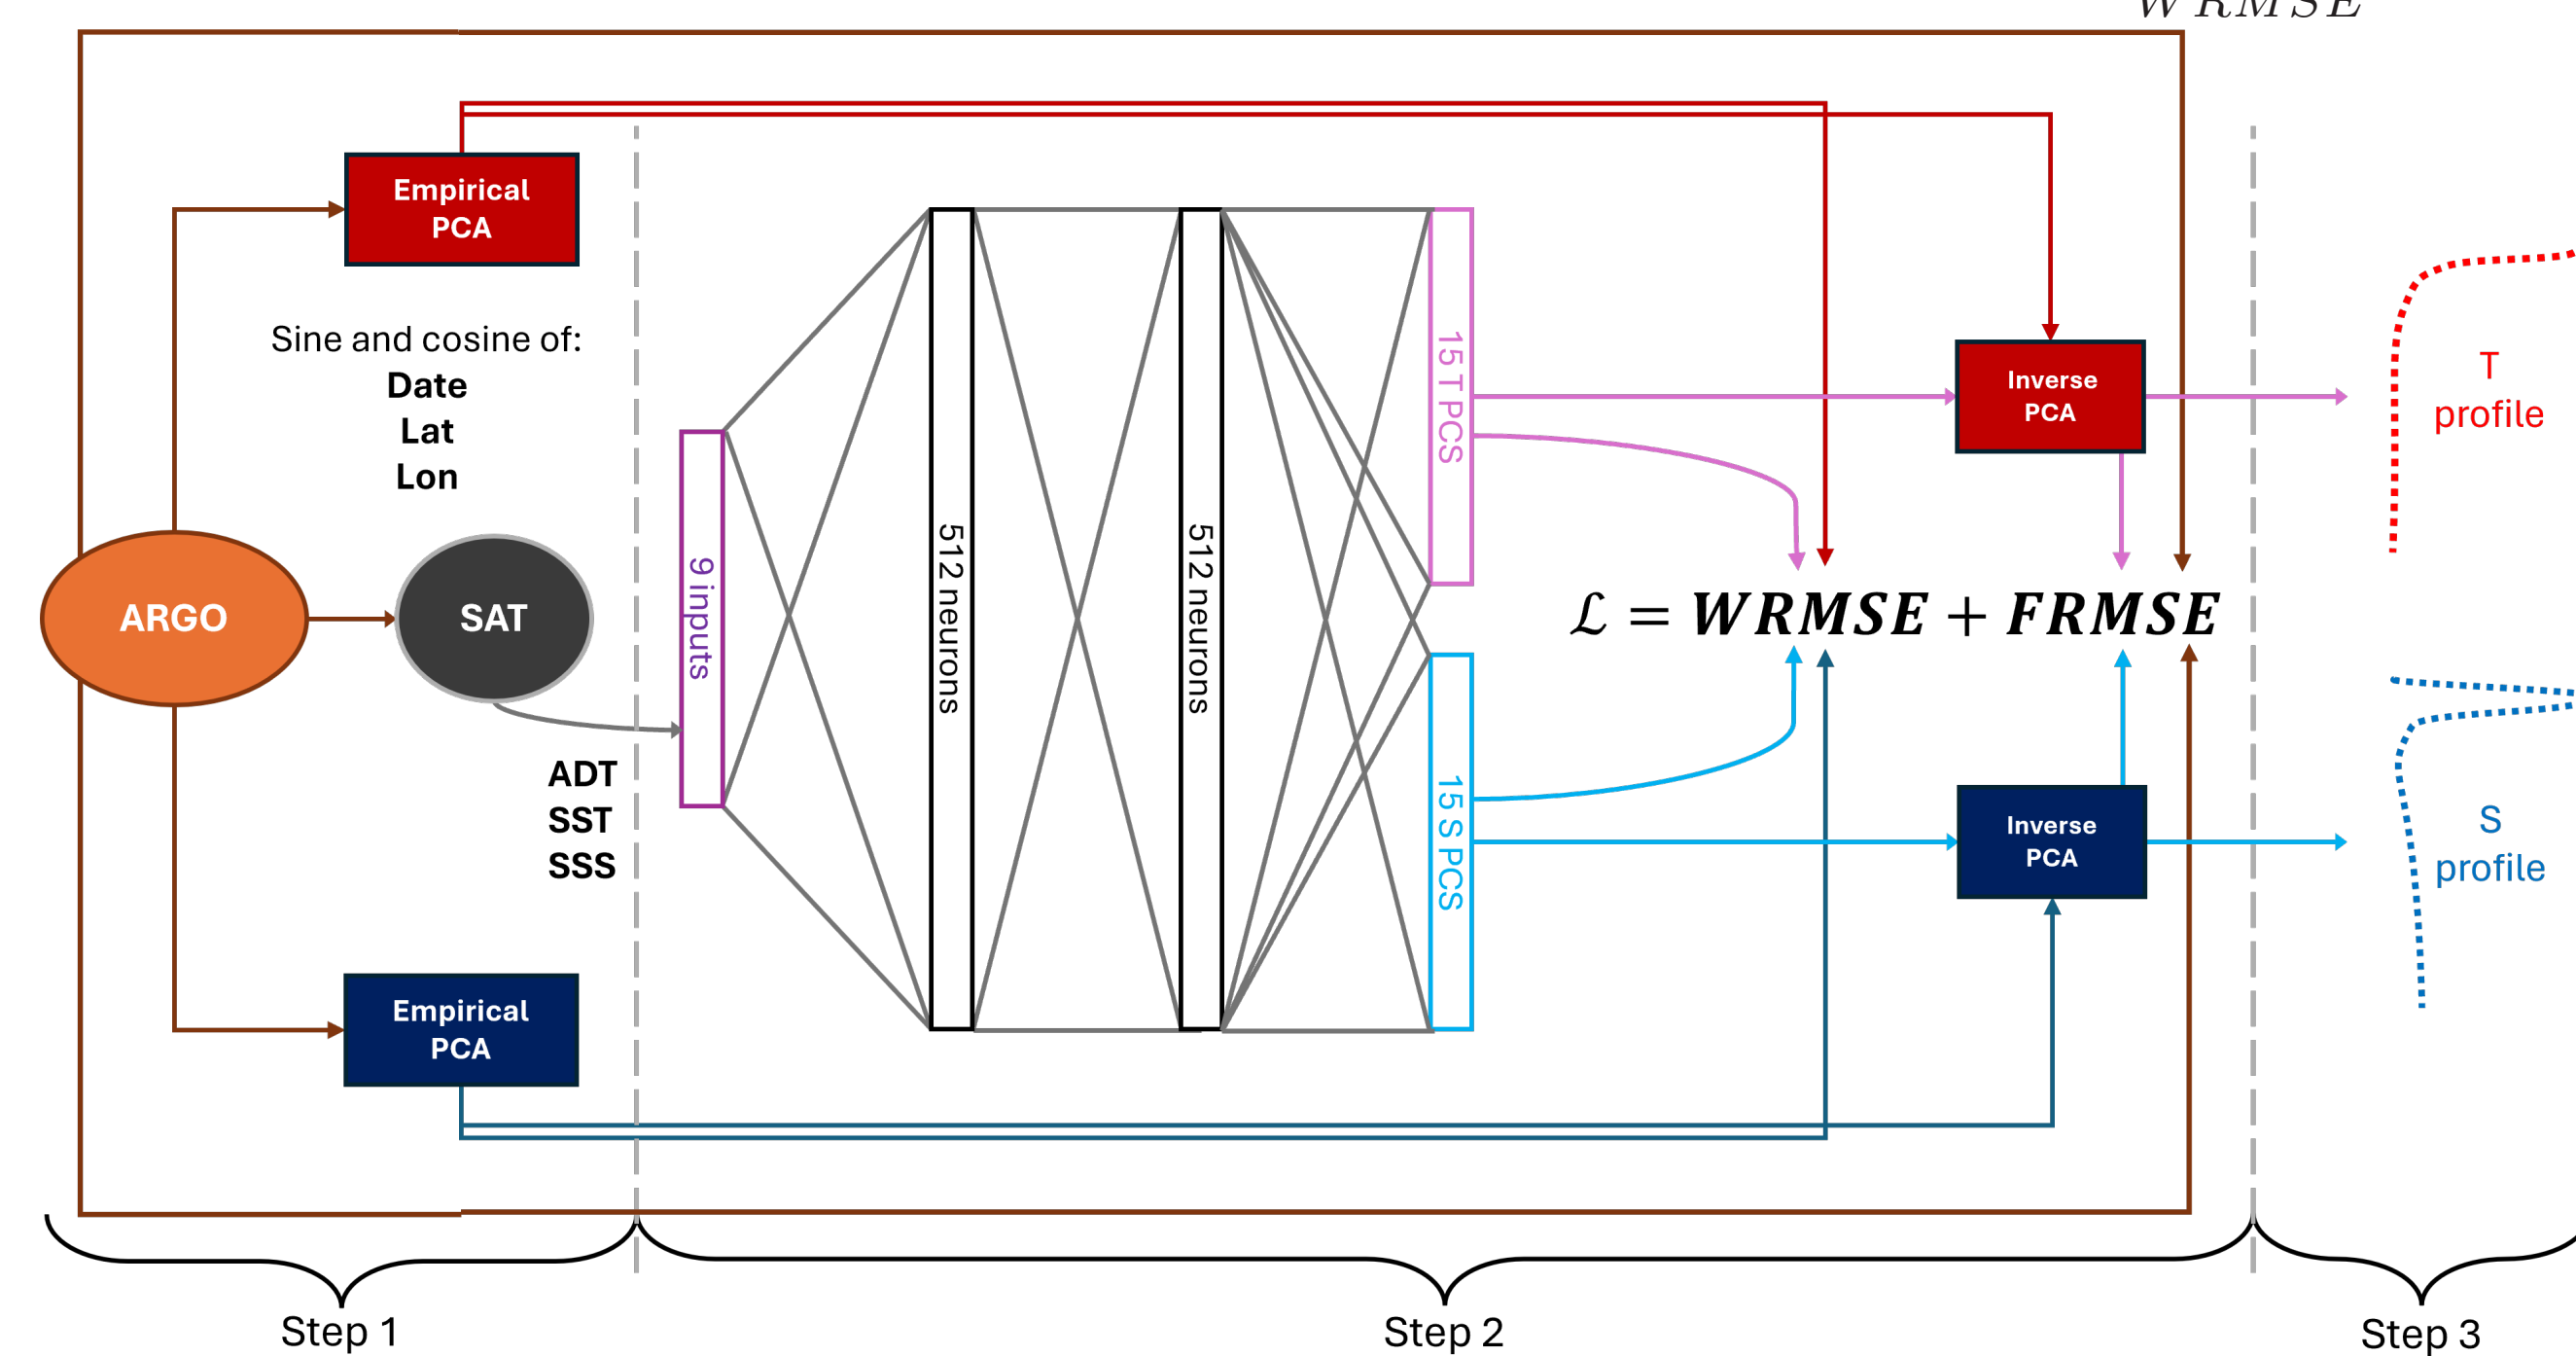 WRMSE
Empirical
PCA
Sine and cosine of:
Date
Lat
Lon
ARGO
SAT
ADT
SST
SSS
Empirical
PCA
9 inputs
512 neurons
512 neurons
15 T PCS
15 S PCS
Inverse
PCA
ℒ = WRMSE + FRMSE
Inverse
PCA
T
profile
S
profile
Step 1
Step 2
Step 3